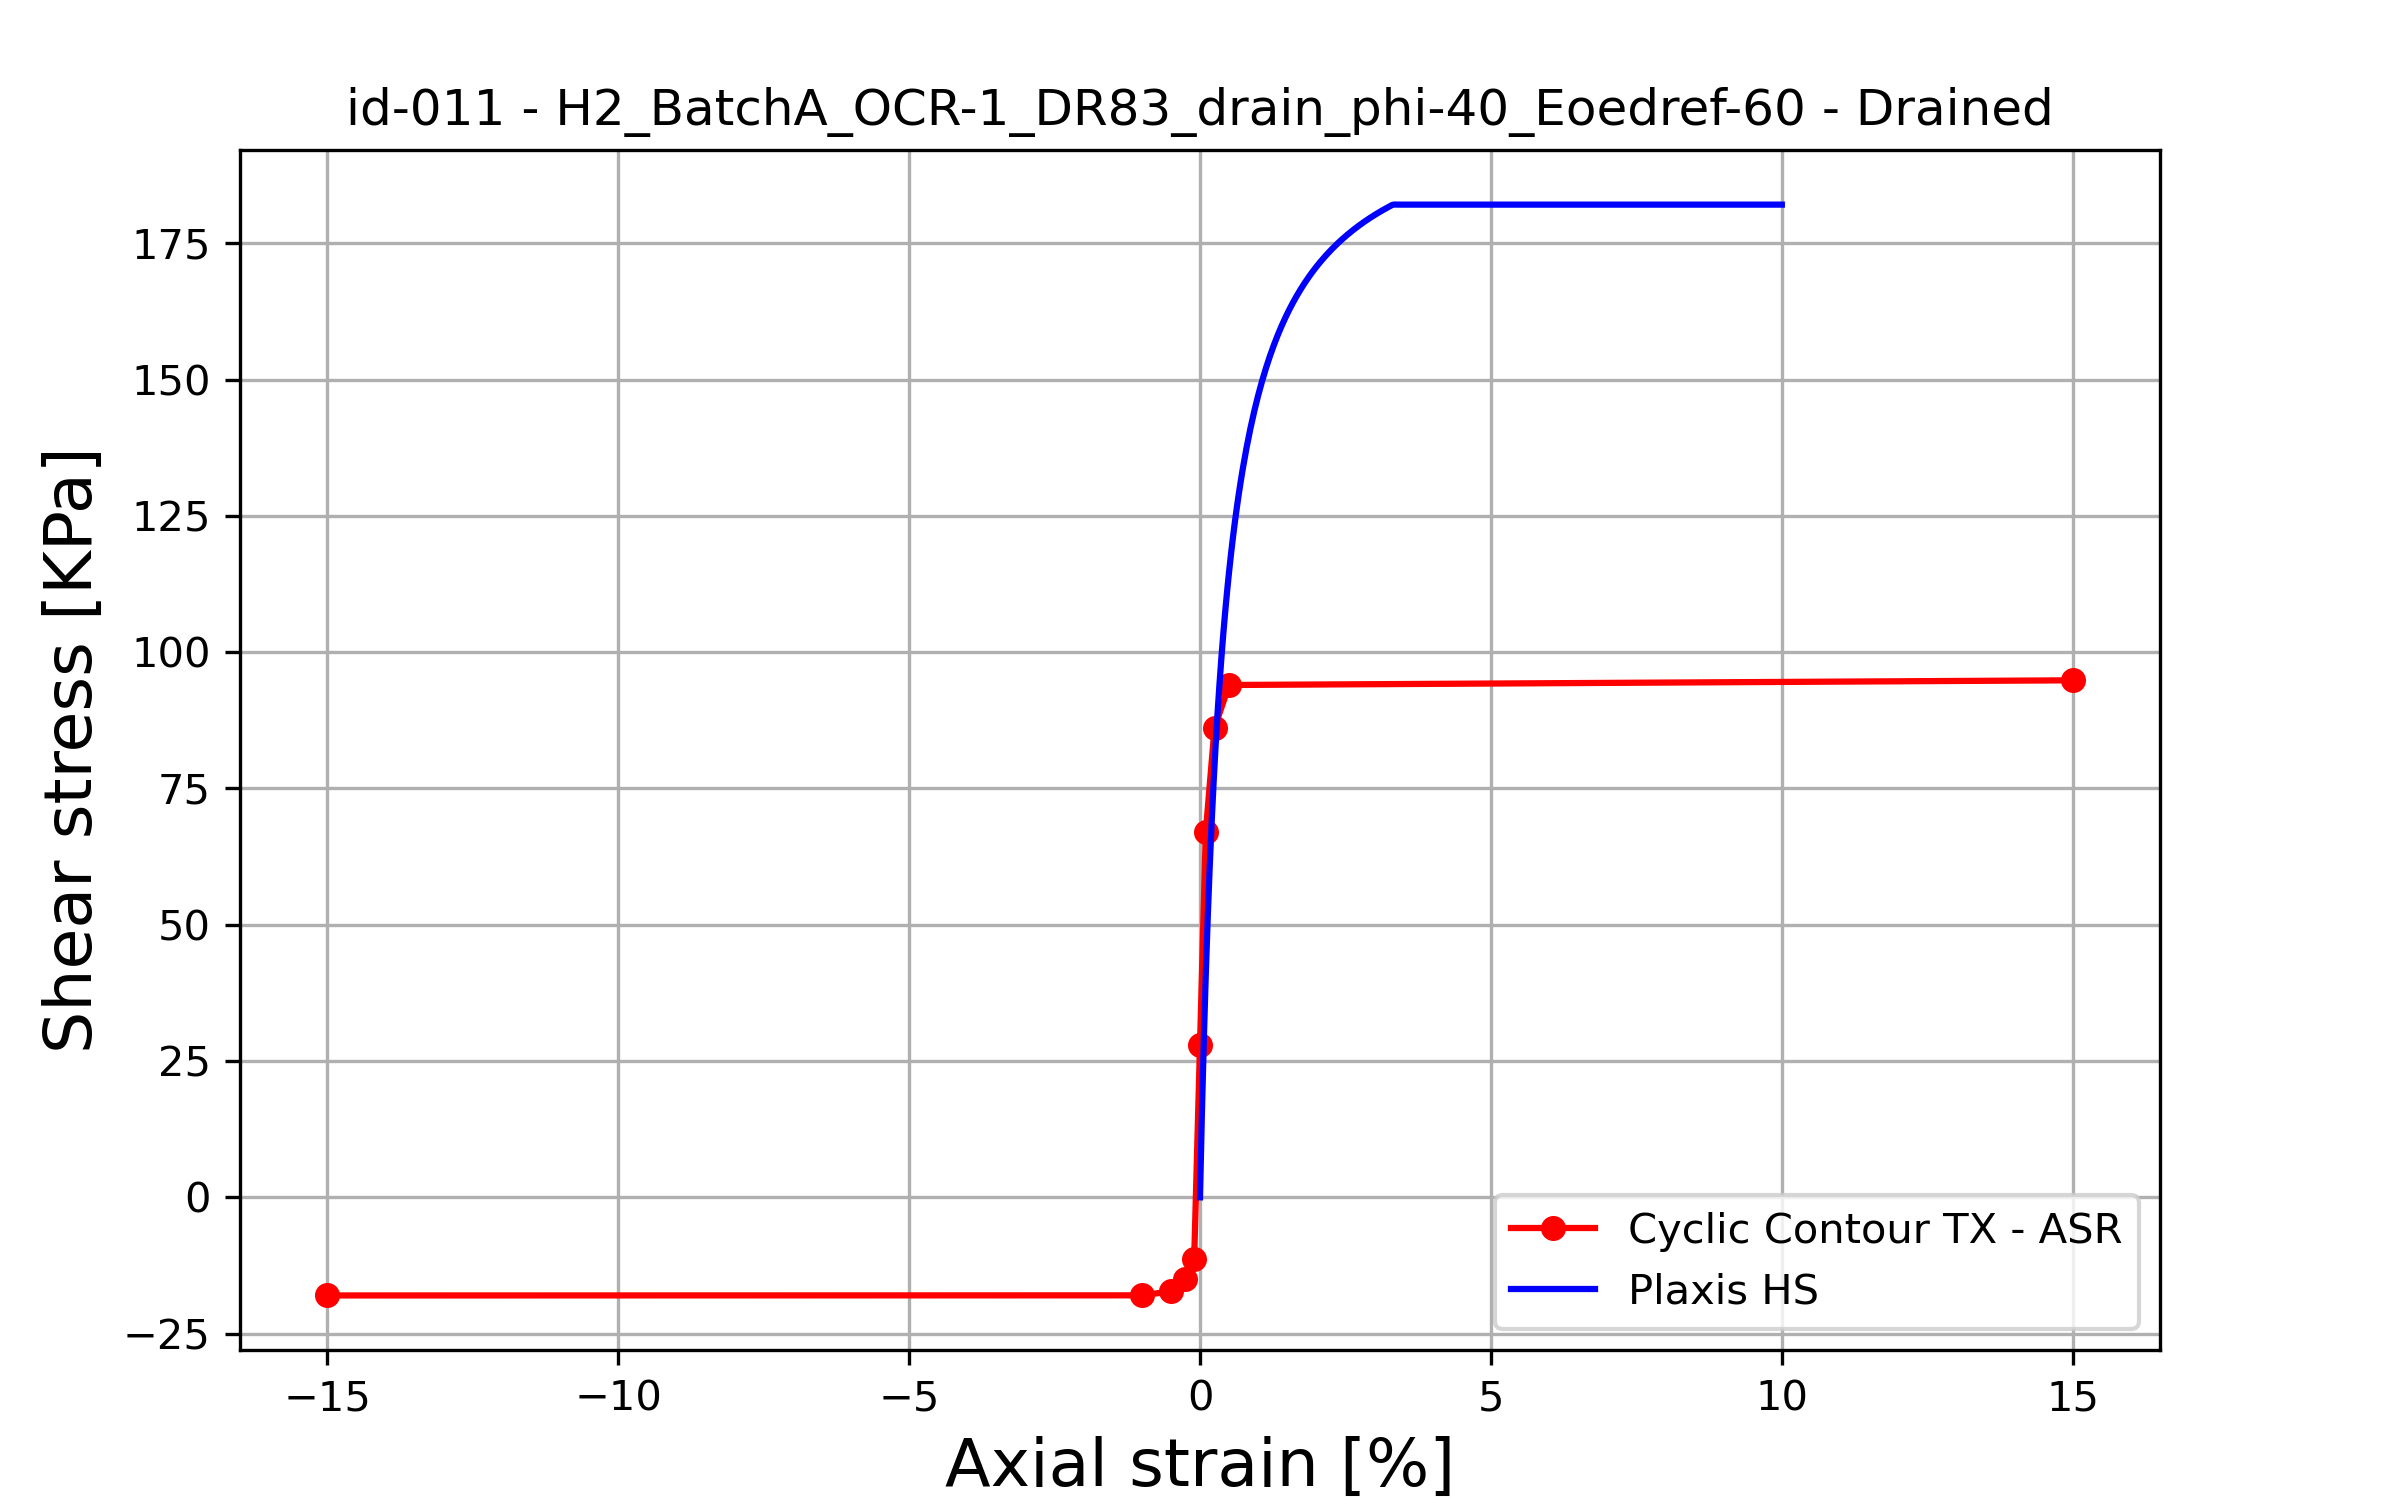 id-011 - H2_BatchA_OCR-1_DR83_drain_phi-40_Eoedref-60 - Drained
Shear stress [KPa]
175
150
125
100
75
50
25
0
−25
Cyclic Contour TX - ASR
Plaxis HS
−15 −10 −5 0 5 10 15
Axial strain [%]